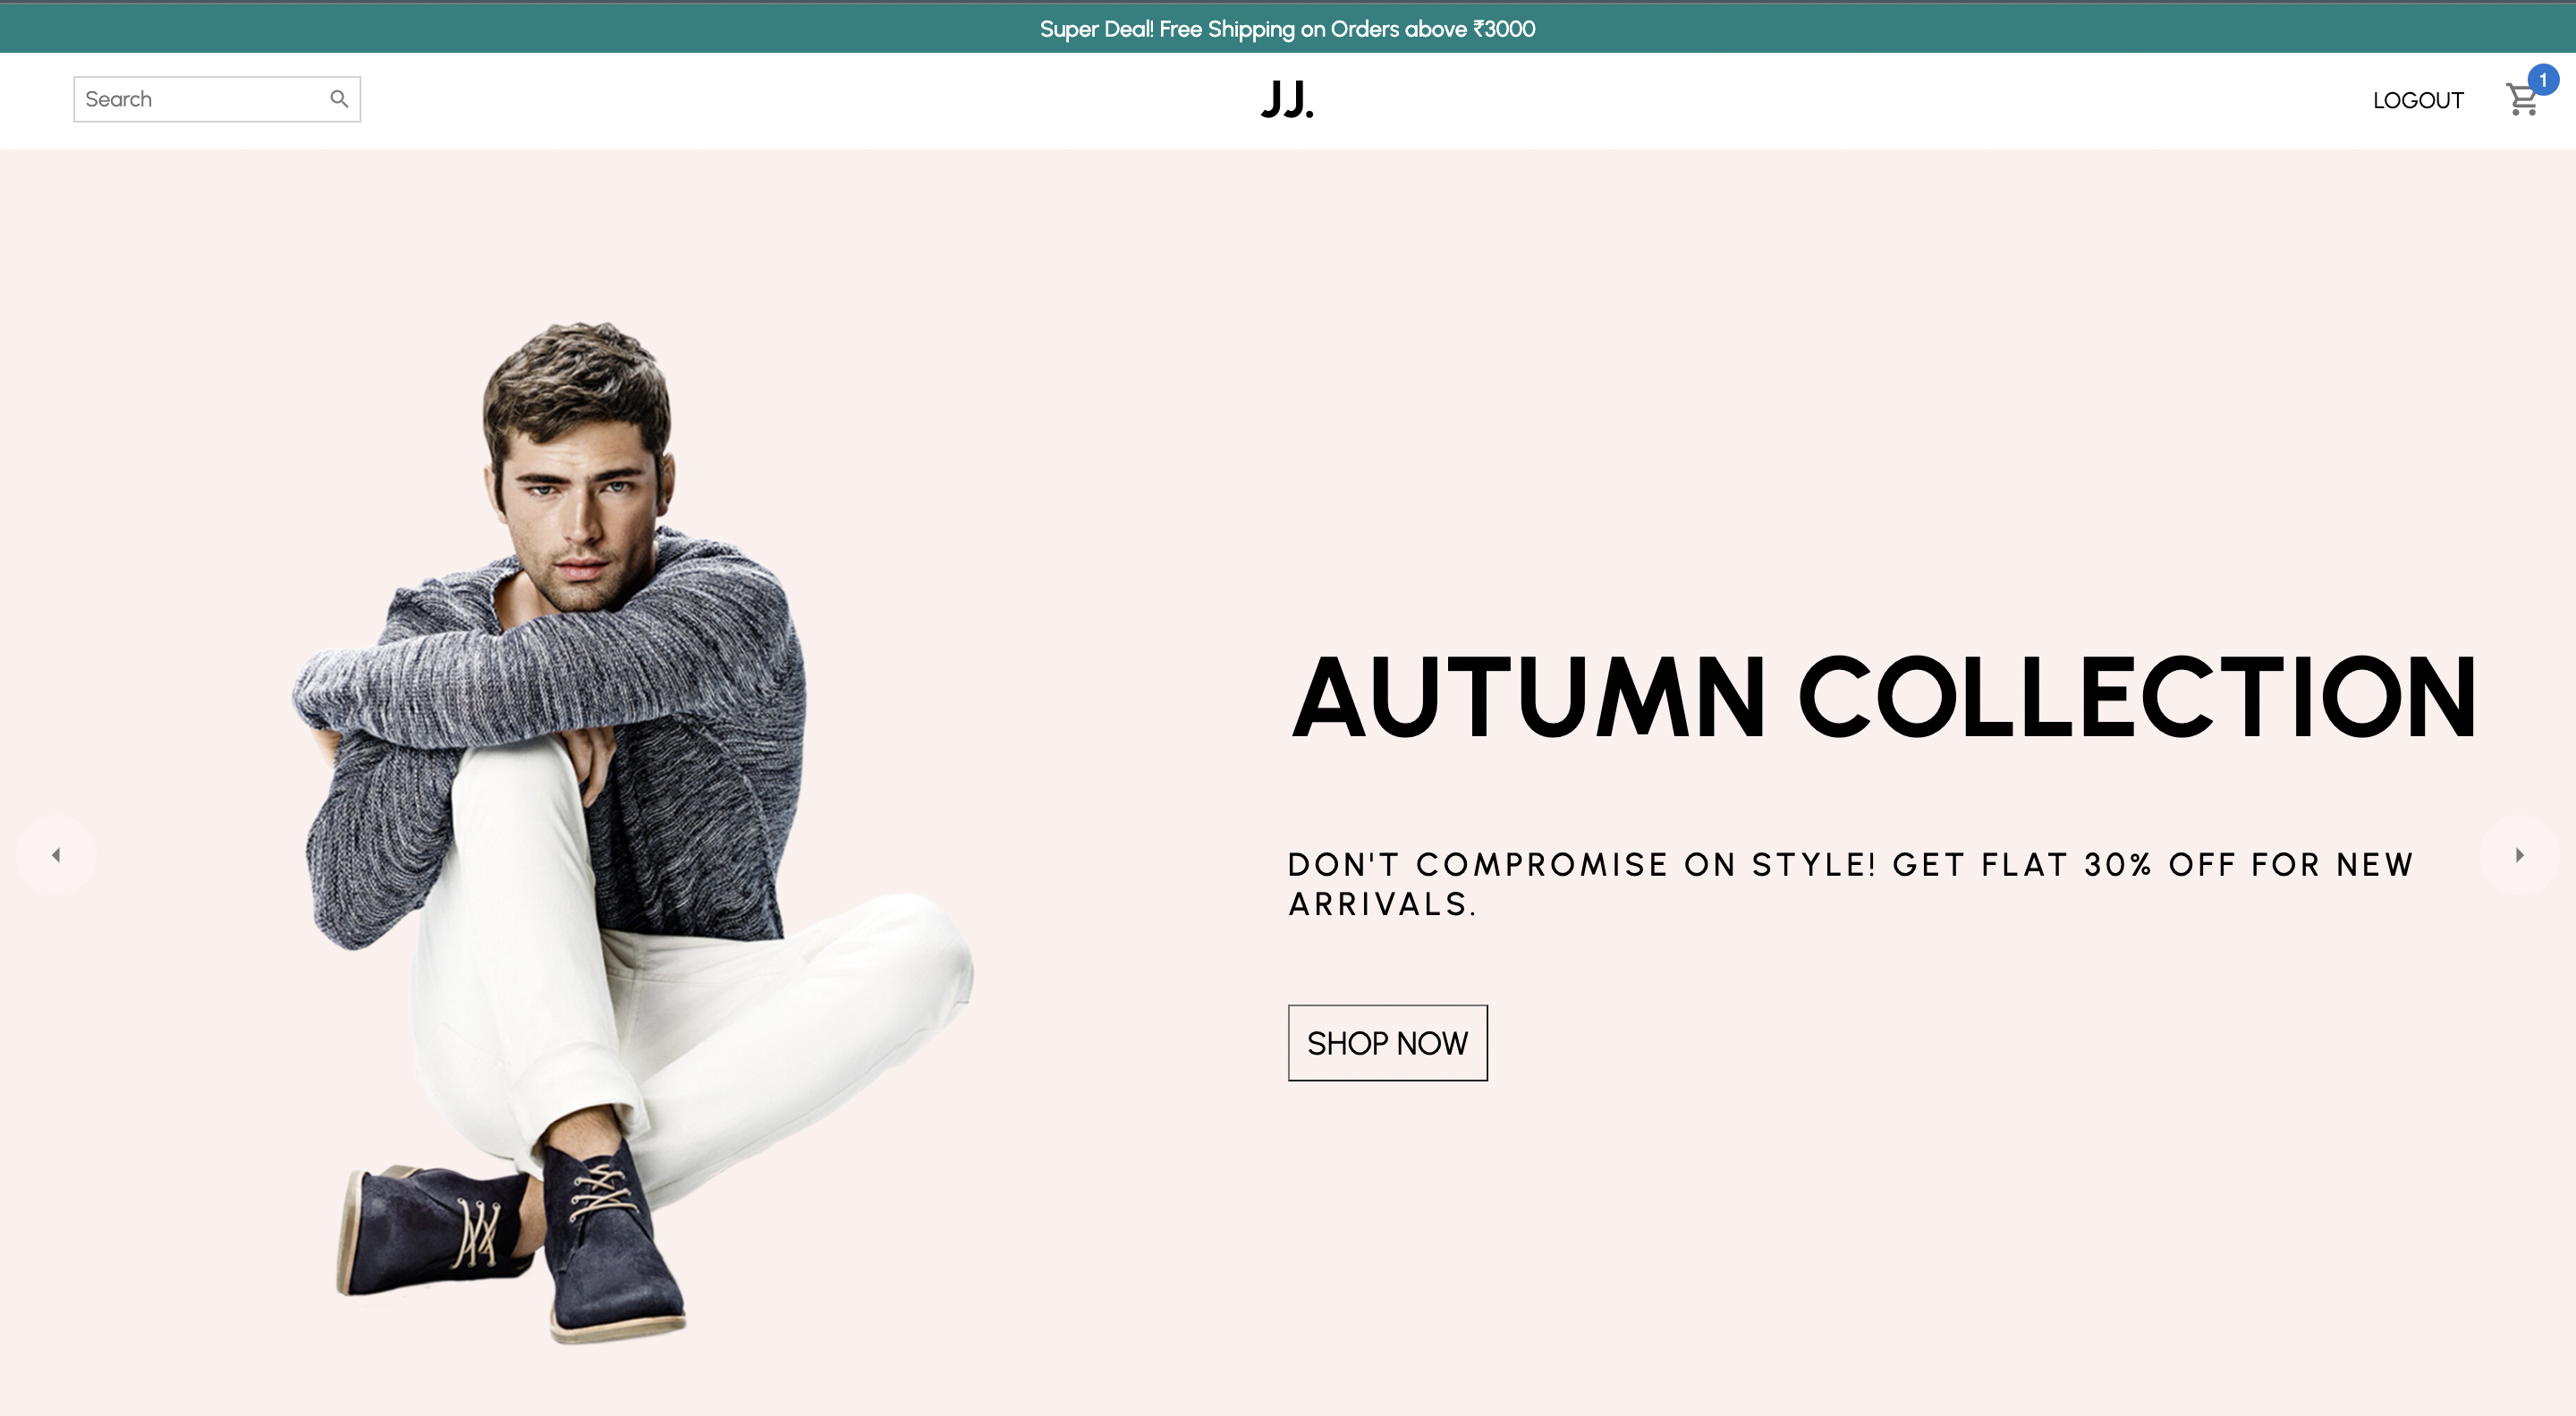 Super Deal! Free Shipping on Orders above ₹3000
Search
JJ.
LOGOUT
1
AUTUMN COLLECTION
DON'T COMPROMISE ON STYLE! GET FLAT 30% OFF FOR NEW
ARRIVALS.
SHOP NOW